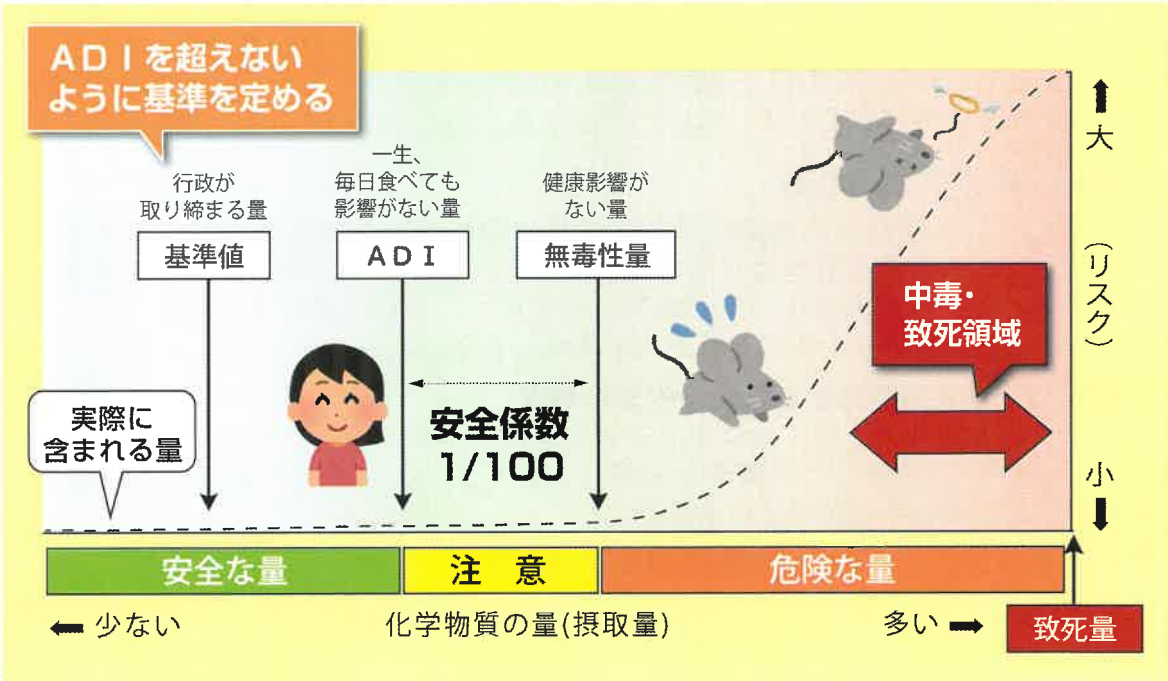 ADIを超えない
ように基準を定める
行政が
取り締まる量
基準値
一生、
毎日食べても
影響がない量
ADI
健康影響が
ない量
無毒性量
大
(リスク)
小
中毒・
致死領域
安全係数
1/100
実際に
含まれる量
安全な量
注 意
危険な量
少ない
化学物質の量(摂取量)
多い
致死量